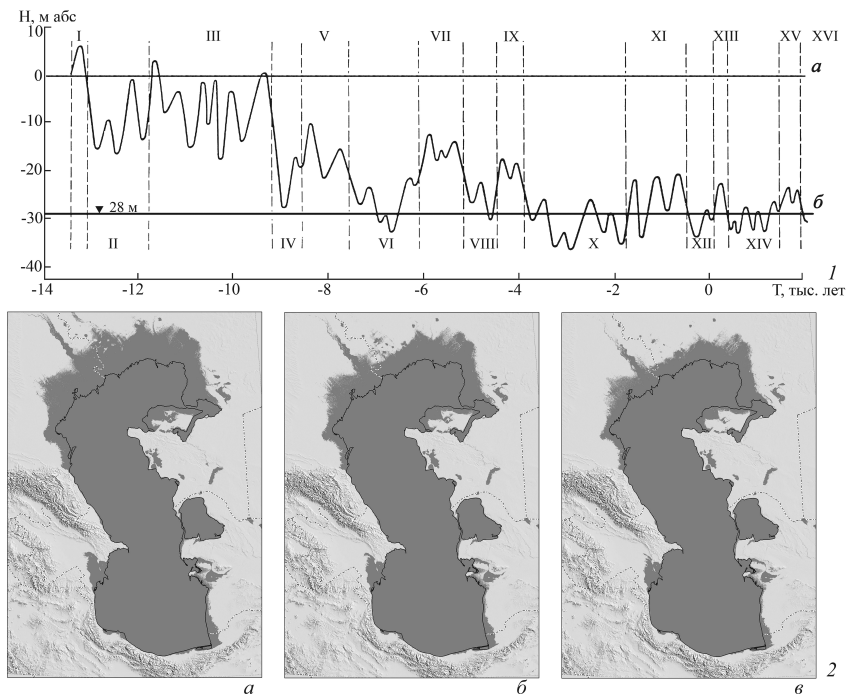 H, м абс
I III V VII IX XI XIII XV XVI
10
а
0
-10
-20
б
▼ 28 м
-30
II IV VI VIII X XII XIV
-40
1
-14 -12 -10 -8 -6 -4 -2 0 T, тыс. лет
2
а б в